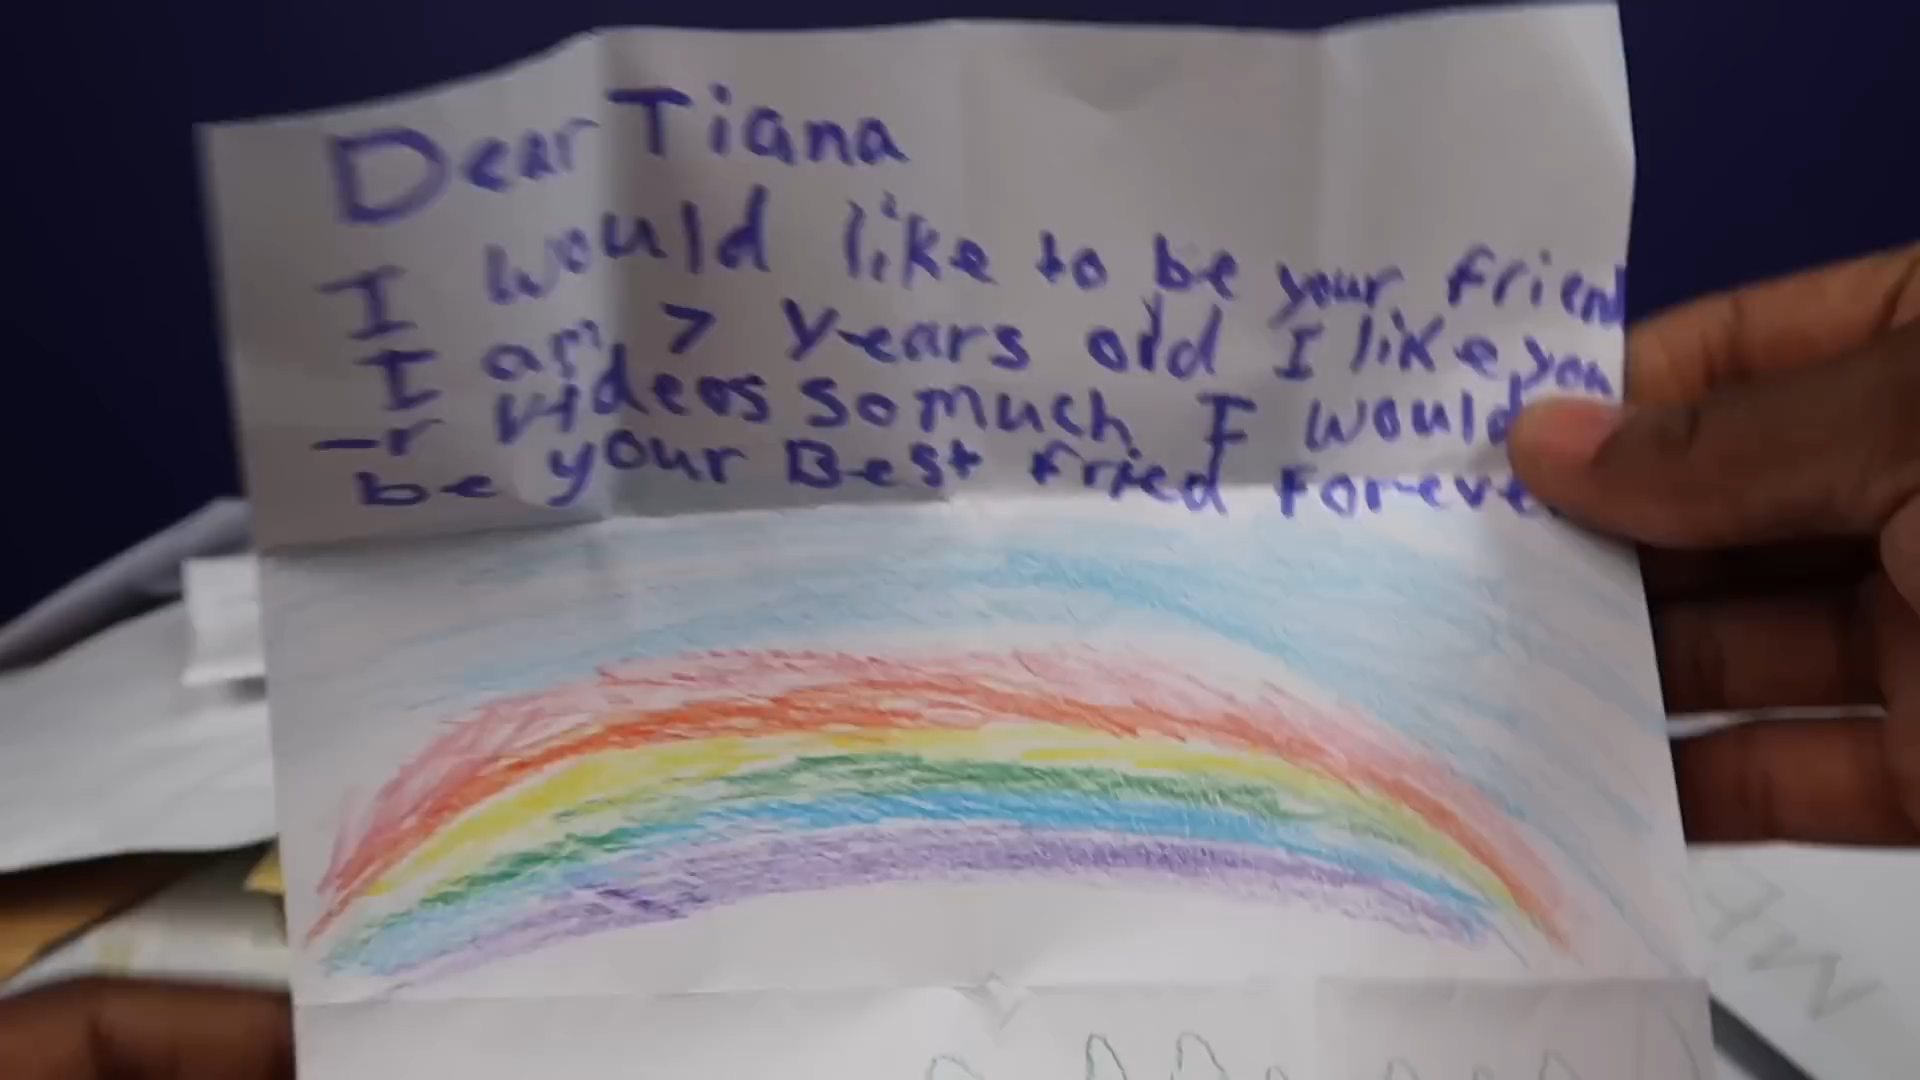 Dear Tiana
I would like to be your friend
I am 7 years old I like you
-r videos so much I would
be your Best fried Foreve